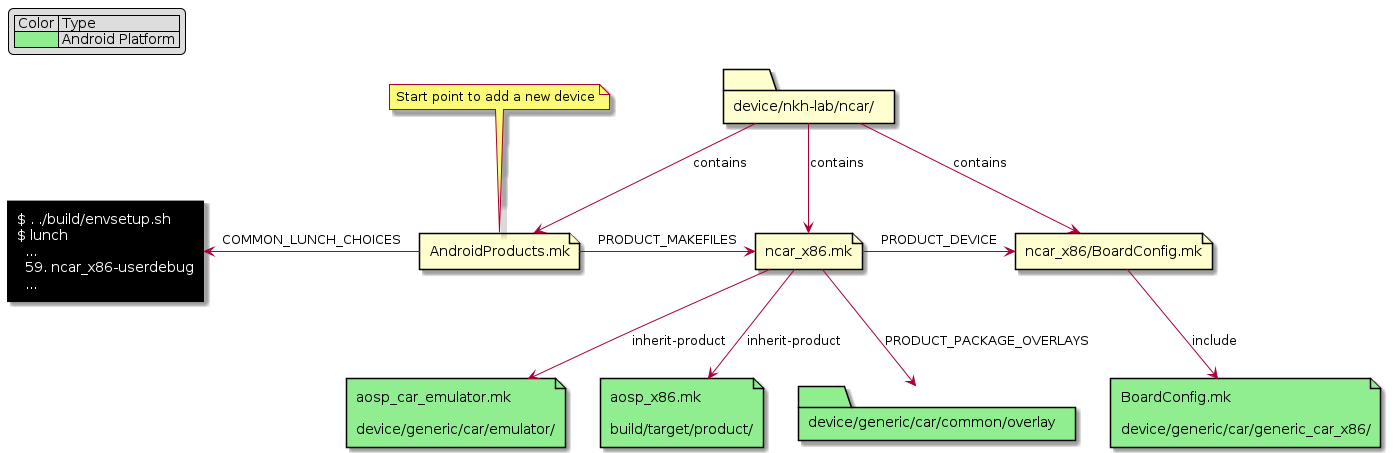 Color Type
Android Platform
Start point to add a new device
device/nkh-lab/ncar/
contains
contains
contains
$ . ./build/envsetup.sh
$ lunch
...
59. ncar_x86-userdebug
...
COMMON_LUNCH_CHOICES
AndroidProducts.mk
PRODUCT_MAKEFILES
ncar_x86.mk
PRODUCT_DEVICE
ncar_x86/BoardConfig.mk
inherit-product
inherit-product
PRODUCT_PACKAGE_OVERLAYS
include
aosp_car_emulator.mk
device/generic/car/emulator/
aosp_x86.mk
build/target/product/
device/generic/car/common/overlay
BoardConfig.mk
device/generic/car/generic_car_x86/